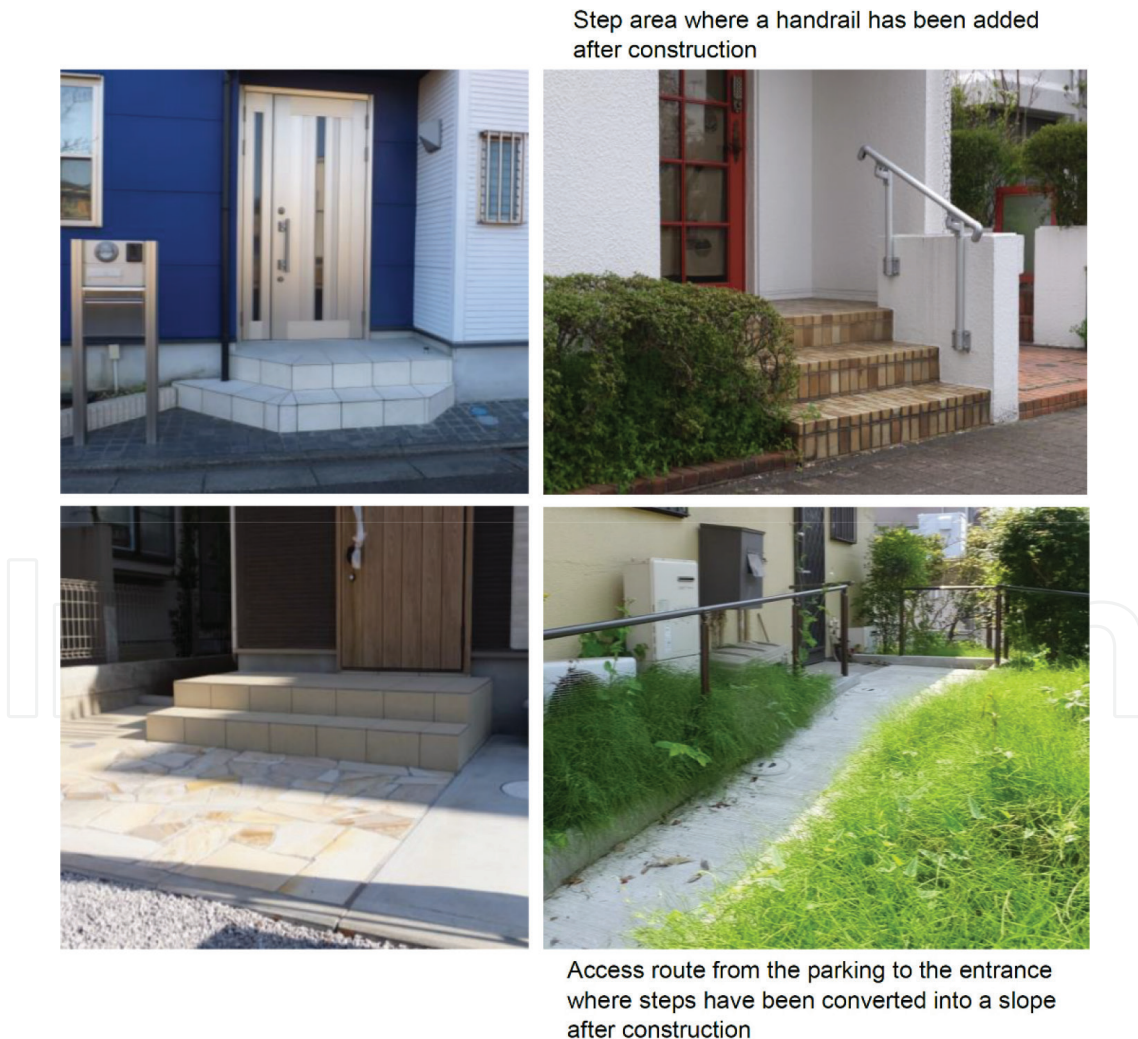 Step area where a handrail has been added
after construction
Access route from the parking to the entrance
where steps have been converted into a slope
after construction